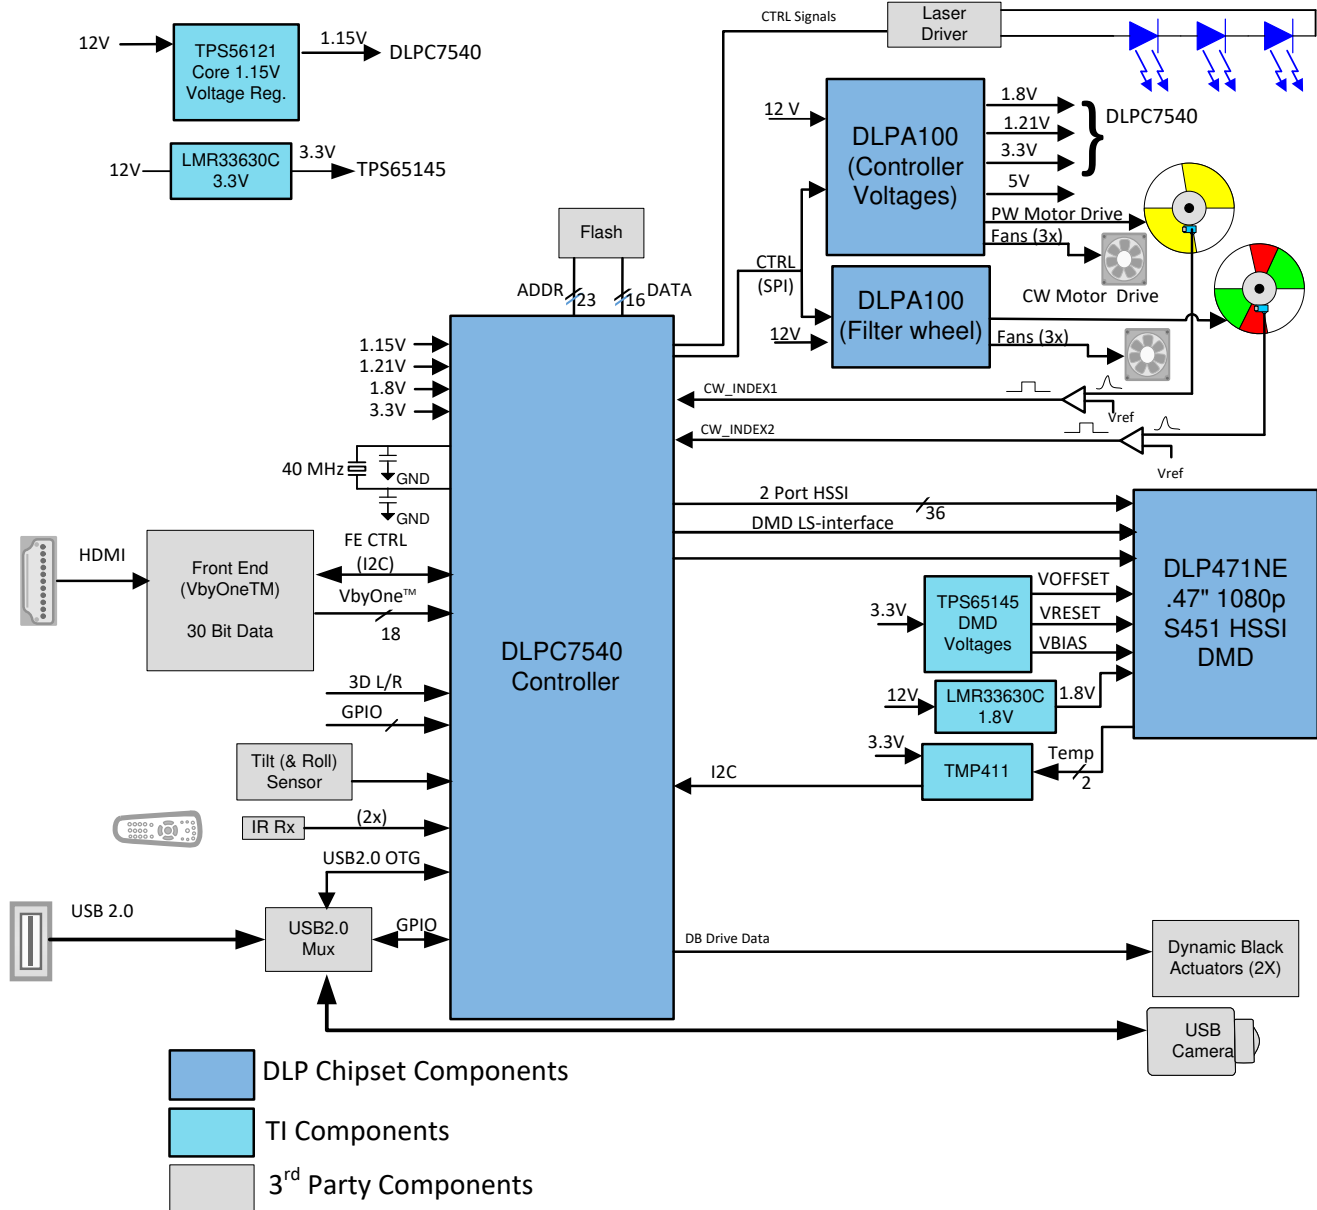 12V
TPS56121
Core 1.15V
Voltage Reg.
1.15V
DLPC7540
12V
LMR33630C
3.3V
3.3V
TPS65145
CTRL Signals
Laser
Driver
12 V
DLPA100
(Controller
Voltages)
1.8V
1.21V
3.3V
5V
DLPC7540
PW Motor Drive
Fans (3x)
CTRL
(SPI)
12V
DLPA100
(Filter wheel)
CW Motor Drive
Fans (3x)
Flash
ADDR
23
16
DATA
1.15V
1.21V
1.8V
3.3V
CW_INDEX1
Vref
CW_INDEX2
Vref
40 MHz
GND
GND
2 Port HSSI
36
DMD LS-interface
HDMI
Front End
(VbyOneTM)
30 Bit Data
FE CTRL
(I2C)
VbyOne™
18
DLPC7540
Controller
DLP471NE
.47" 1080p
S451 HSSI
DMD
3.3V
TPS65145
DMD
Voltages
VOFFSET
VRESET
VBIAS
12V
LMR33630C
1.8V
1.8V
3.3V
TMP411
Temp
2
I2C
3D L/R
GPIO
Tilt (& Roll)
Sensor
IR Rx
(2x)
USB2.0 OTG
USB 2.0
USB2.0
Mux
GPIO
DB Drive Data
Dynamic Black
Actuators (2X)
USB
Camera
DLP Chipset Components
TI Components
3rd Party Components